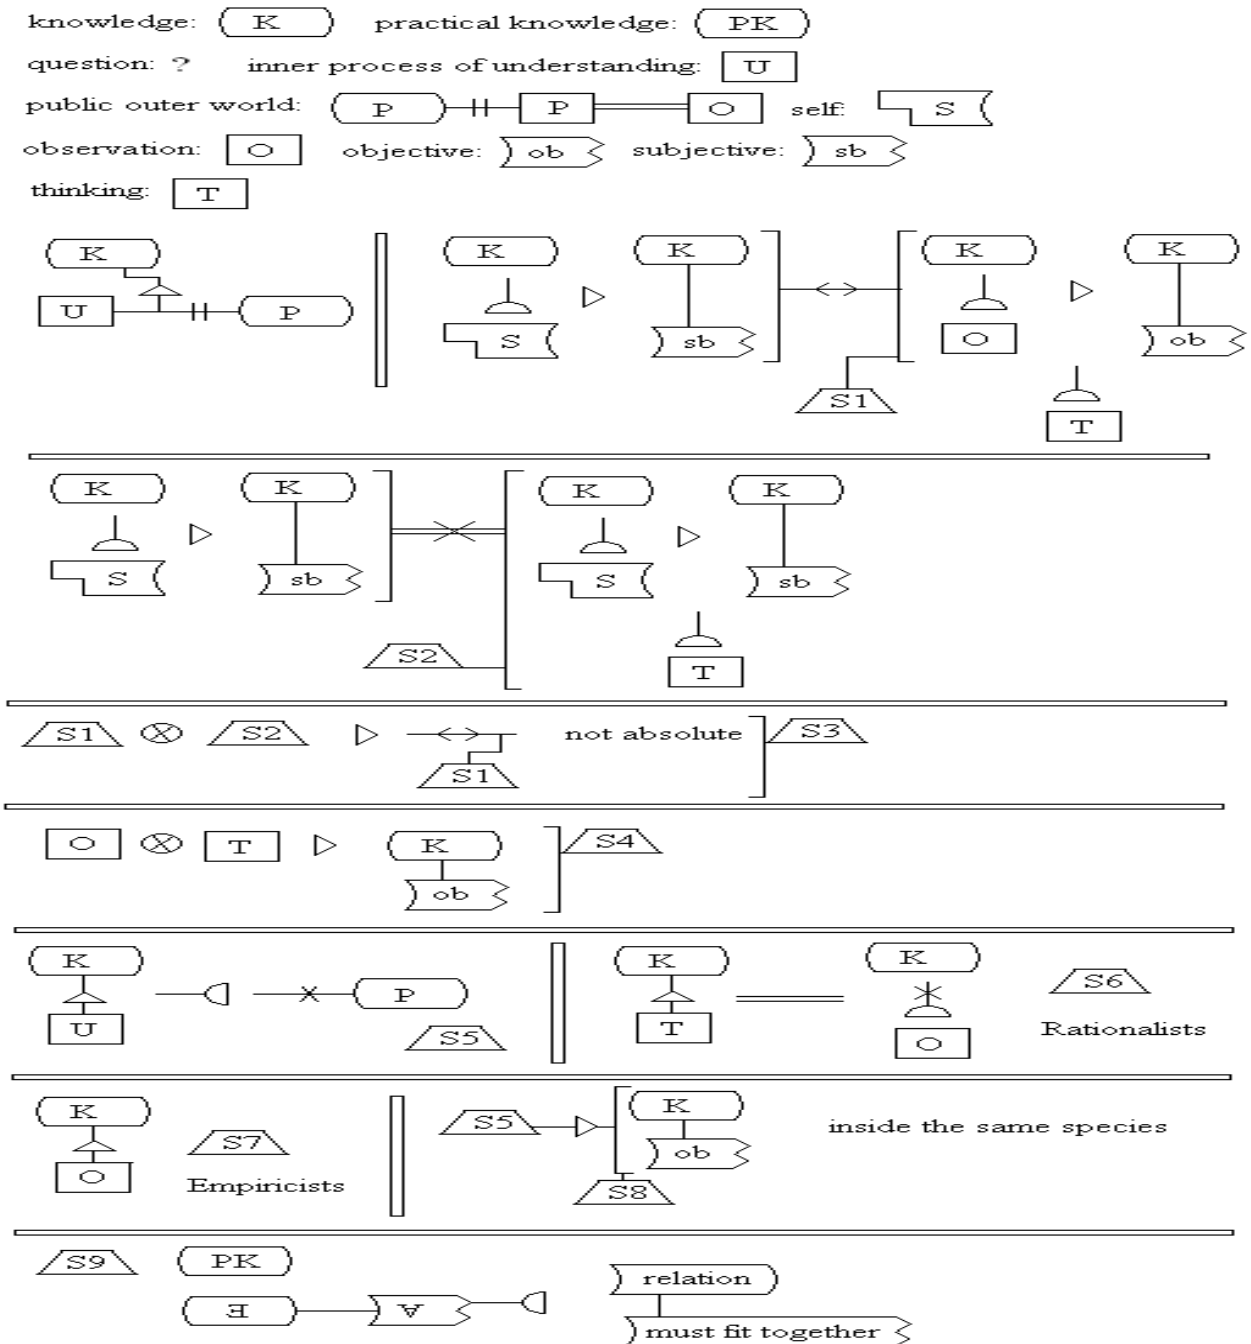 knowledge: K practical knowledge: PK
question: ? inner process of understanding: U
public outer world: P P O self: S
observation: O objective: ob subjective: sb
thinking: T
K K K K K
U P S sb O ob
S1 T
K K K K
S sb S sb
S2 T
S1 S2 not absolute S3
S1
O T K S4
ob
K P K K S6
U S5 T O Rationalists
K S7 S5 K inside the same species
O Empiricists ob
S8
S9 PK relation
∃ ∀ must fit together